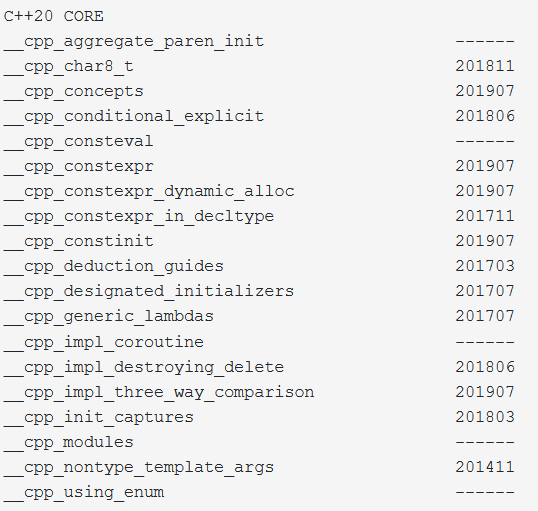 C++20 CORE
__cpp_aggregate_paren_init ------
__cpp_char8_t 201811
__cpp_concepts 201907
__cpp_conditional_explicit 201806
__cpp_consteval ------
__cpp_constexpr 201907
__cpp_constexpr_dynamic_alloc 201907
__cpp_constexpr_in_decltype 201711
__cpp_constinit 201907
__cpp_deduction_guides 201703
__cpp_designated_initializers 201707
__cpp_generic_lambdas 201707
__cpp_impl_coroutine ------
__cpp_impl_destroying_delete 201806
__cpp_impl_three_way_comparison 201907
__cpp_init_captures 201803
__cpp_modules ------
__cpp_nontype_template_args 201411
__cpp_using_enum ------